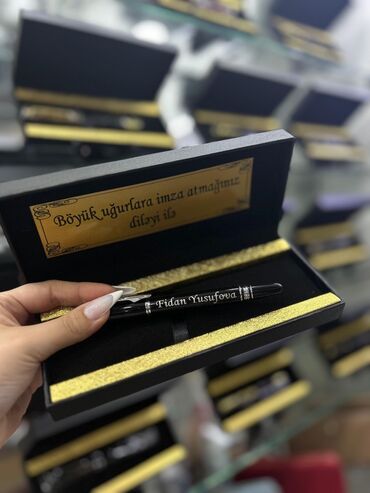 Böyük uğurlara imza atmağınız
diləyi ilə
Fidan Yusufova